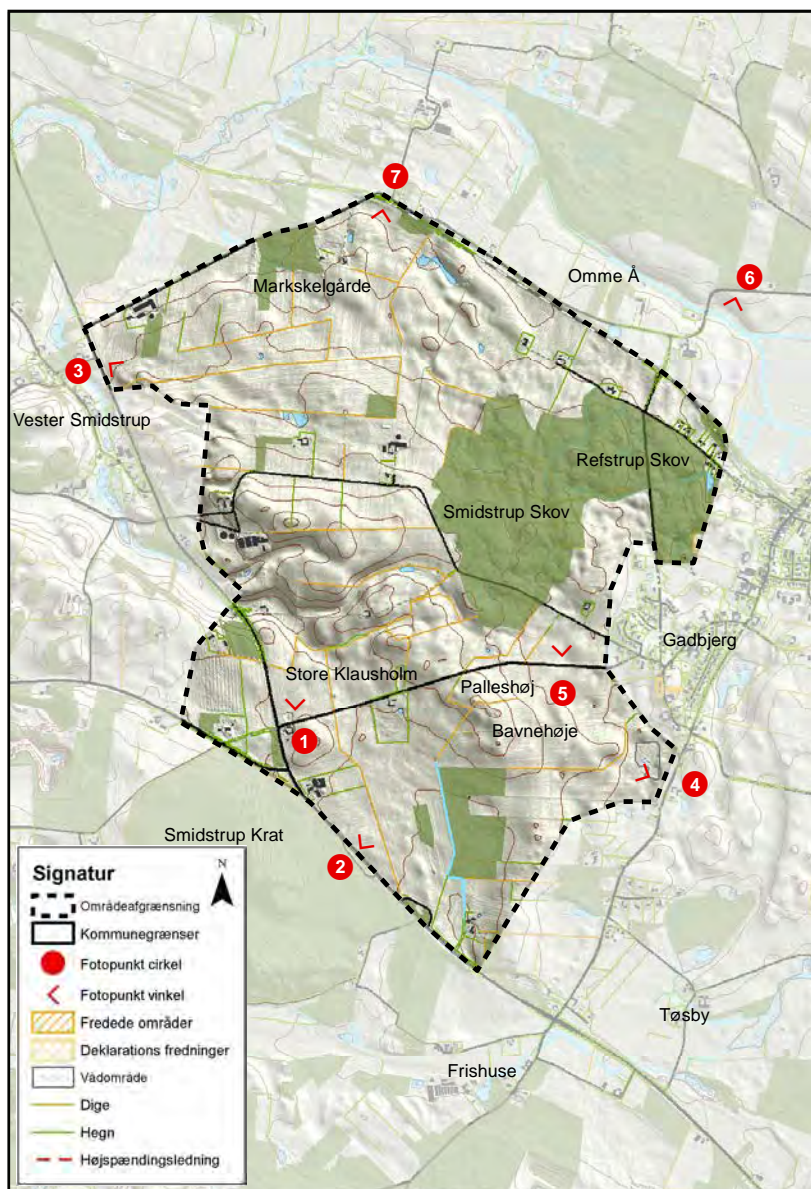 7
Omme Å
6
Markskelgårde
3
Vester Smidstrup
Refstrup Skov
Smidstrup Skov
Gadbjerg
Store Klausholm
Palleshøj
5
Bavnehøje
1
4
Smidstrup Krat
2
Signatur
N
Områdeafgrænsning
Kommunegrænser
Fotopunkt cirkel
Fotopunkt vinkel
Fredede områder
Deklarations fredninger
Vådområde
Dige
Hegn
Højspændingsledning
Tøsby
Frishuse